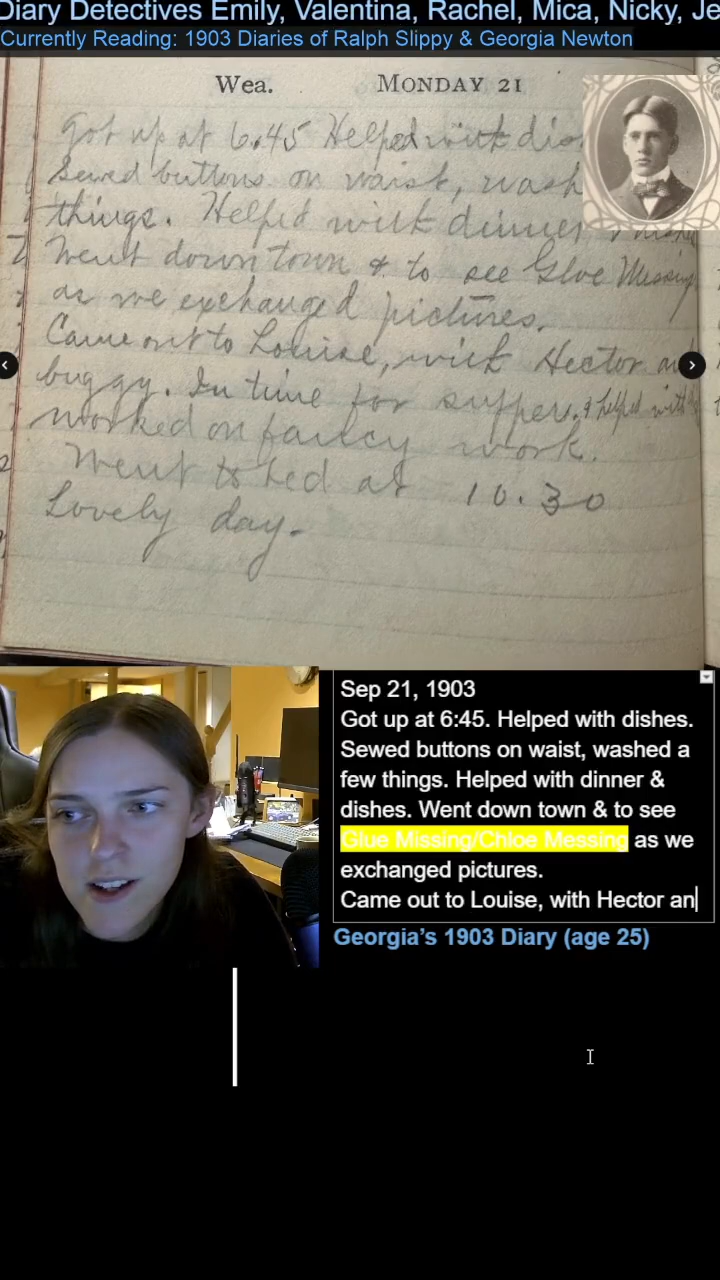 Diary Detectives Emily, Valentina, Rachel, Mica, Nicky, Je
Currently Reading: 1903 Diaries of Ralph Slippy & Georgia Newton
Wea. MONDAY 21
Got up at 6.45 Helped with dis
Sewed buttons on waist, wash
things. Helped with dinner
Went down town & to see Missing
as we exchanged pictures.
Came out to Louise, with Hector an
buggy. In time for supper. & helped with
Worked on fancy work.
Went to bed at 10.30
Lovely day.
Sep 21, 1903
Got up at 6:45. Helped with dishes.
Sewed buttons on waist, washed a
few things. Helped with dinner &
dishes. Went down town & to see
Glue Missing/Chloe Messing as we
exchanged pictures.
Came out to Louise, with Hector an
Georgia's 1903 Diary (age 25)